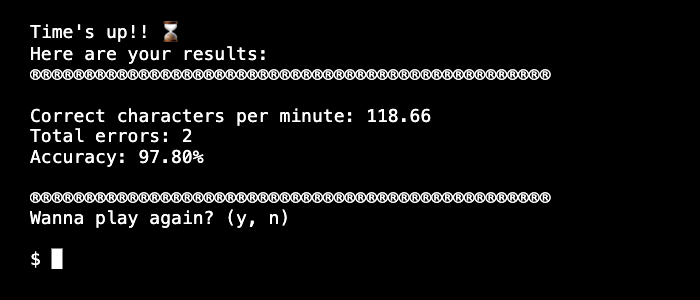 Time's up!! ⌛
Here are your results:
®®®®®®®®®®®®®®®®®®®®®®®®®®®®®®®®®®®®®®®®®®®®®®®®
Correct characters per minute: 118.66
Total errors: 2
Accuracy: 97.80%
®®®®®®®®®®®®®®®®®®®®®®®®®®®®®®®®®®®®®®®®®®®®®®®®
Wanna play again? (y, n)
$